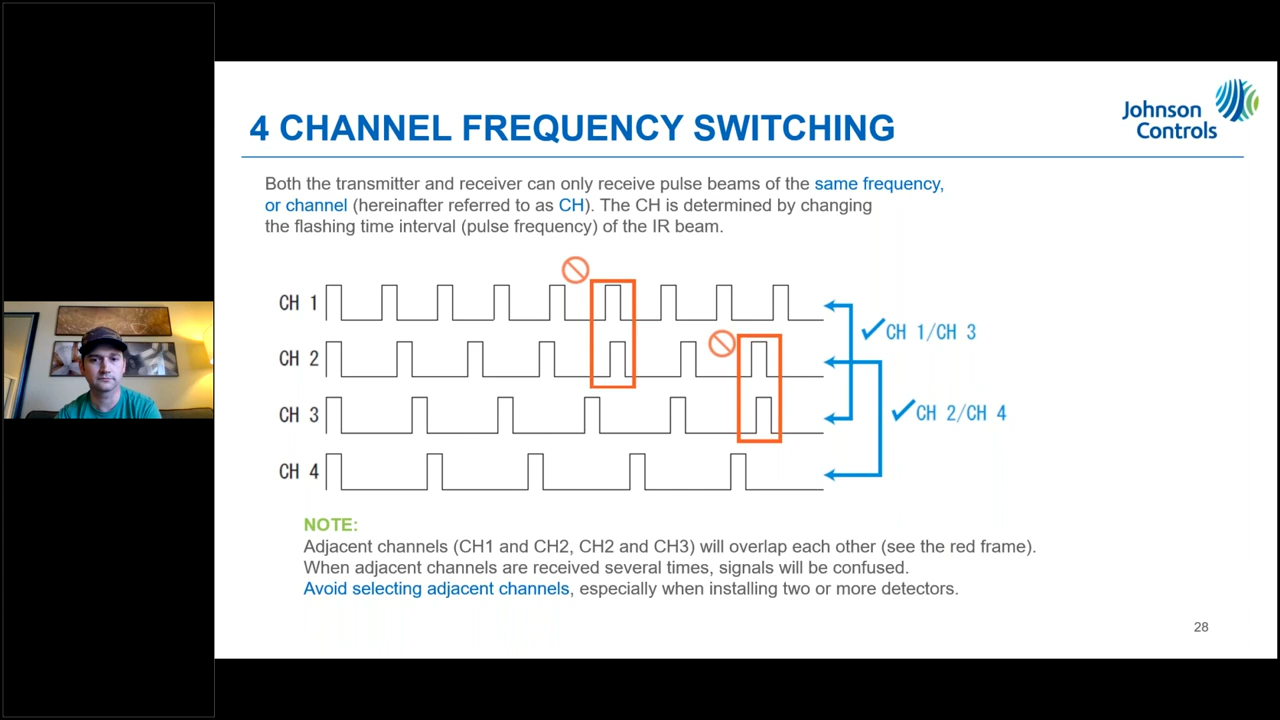 4 CHANNEL FREQUENCY SWITCHING
Johnson
Controls
Both the transmitter and receiver can only receive pulse beams of the same frequency,
or channel (hereinafter referred to as CH). The CH is determined by changing
the flashing time interval (pulse frequency) of the IR beam.
CH 1
CH 2
CH 3
CH 4
CH 1/CH 3
CH 2/CH 4
NOTE:
Adjacent channels (CH1 and CH2, CH2 and CH3) will overlap each other (see the red frame).
When adjacent channels are received several times, signals will be confused.
Avoid selecting adjacent channels, especially when installing two or more detectors.
28